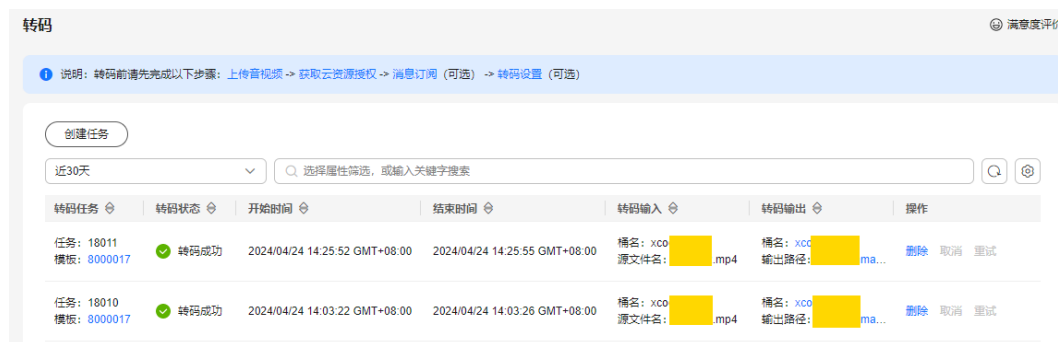 转码
满意度评价
说明：转码前请先完成以下步骤：上传音视频 -> 获取云资源授权 -> 消息订阅（可选） -> 转码设置（可选）
创建任务
近30天
选择属性筛选，或输入关键字搜索
转码任务 转码状态 开始时间 结束时间 转码输入 转码输出 操作
任务：18011 转码成功 2024/04/24 14:25:52 GMT+08:00 2024/04/24 14:25:55 GMT+08:00 桶名：xco 桶名：xcc 删除 取消 重试
模板：8000017 源文件名： .mp4 输出路径： ma...
任务：18010 转码成功 2024/04/24 14:03:22 GMT+08:00 2024/04/24 14:03:26 GMT+08:00 桶名：xco 桶名：xco 删除 取消 重试
模板：8000017 源文件名： .mp4 输出路径： ma...